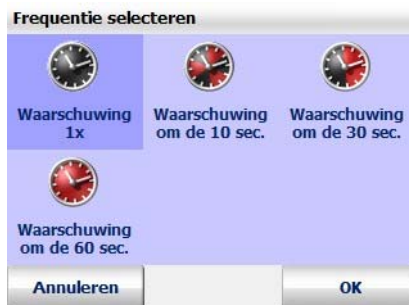 Frequentie selecteren
Waarschuwing
1x
Waarschuwing
om de 10 sec.
Waarschuwing
om de 30 sec.
Waarschuwing
om de 60 sec.
Annuleren
OK